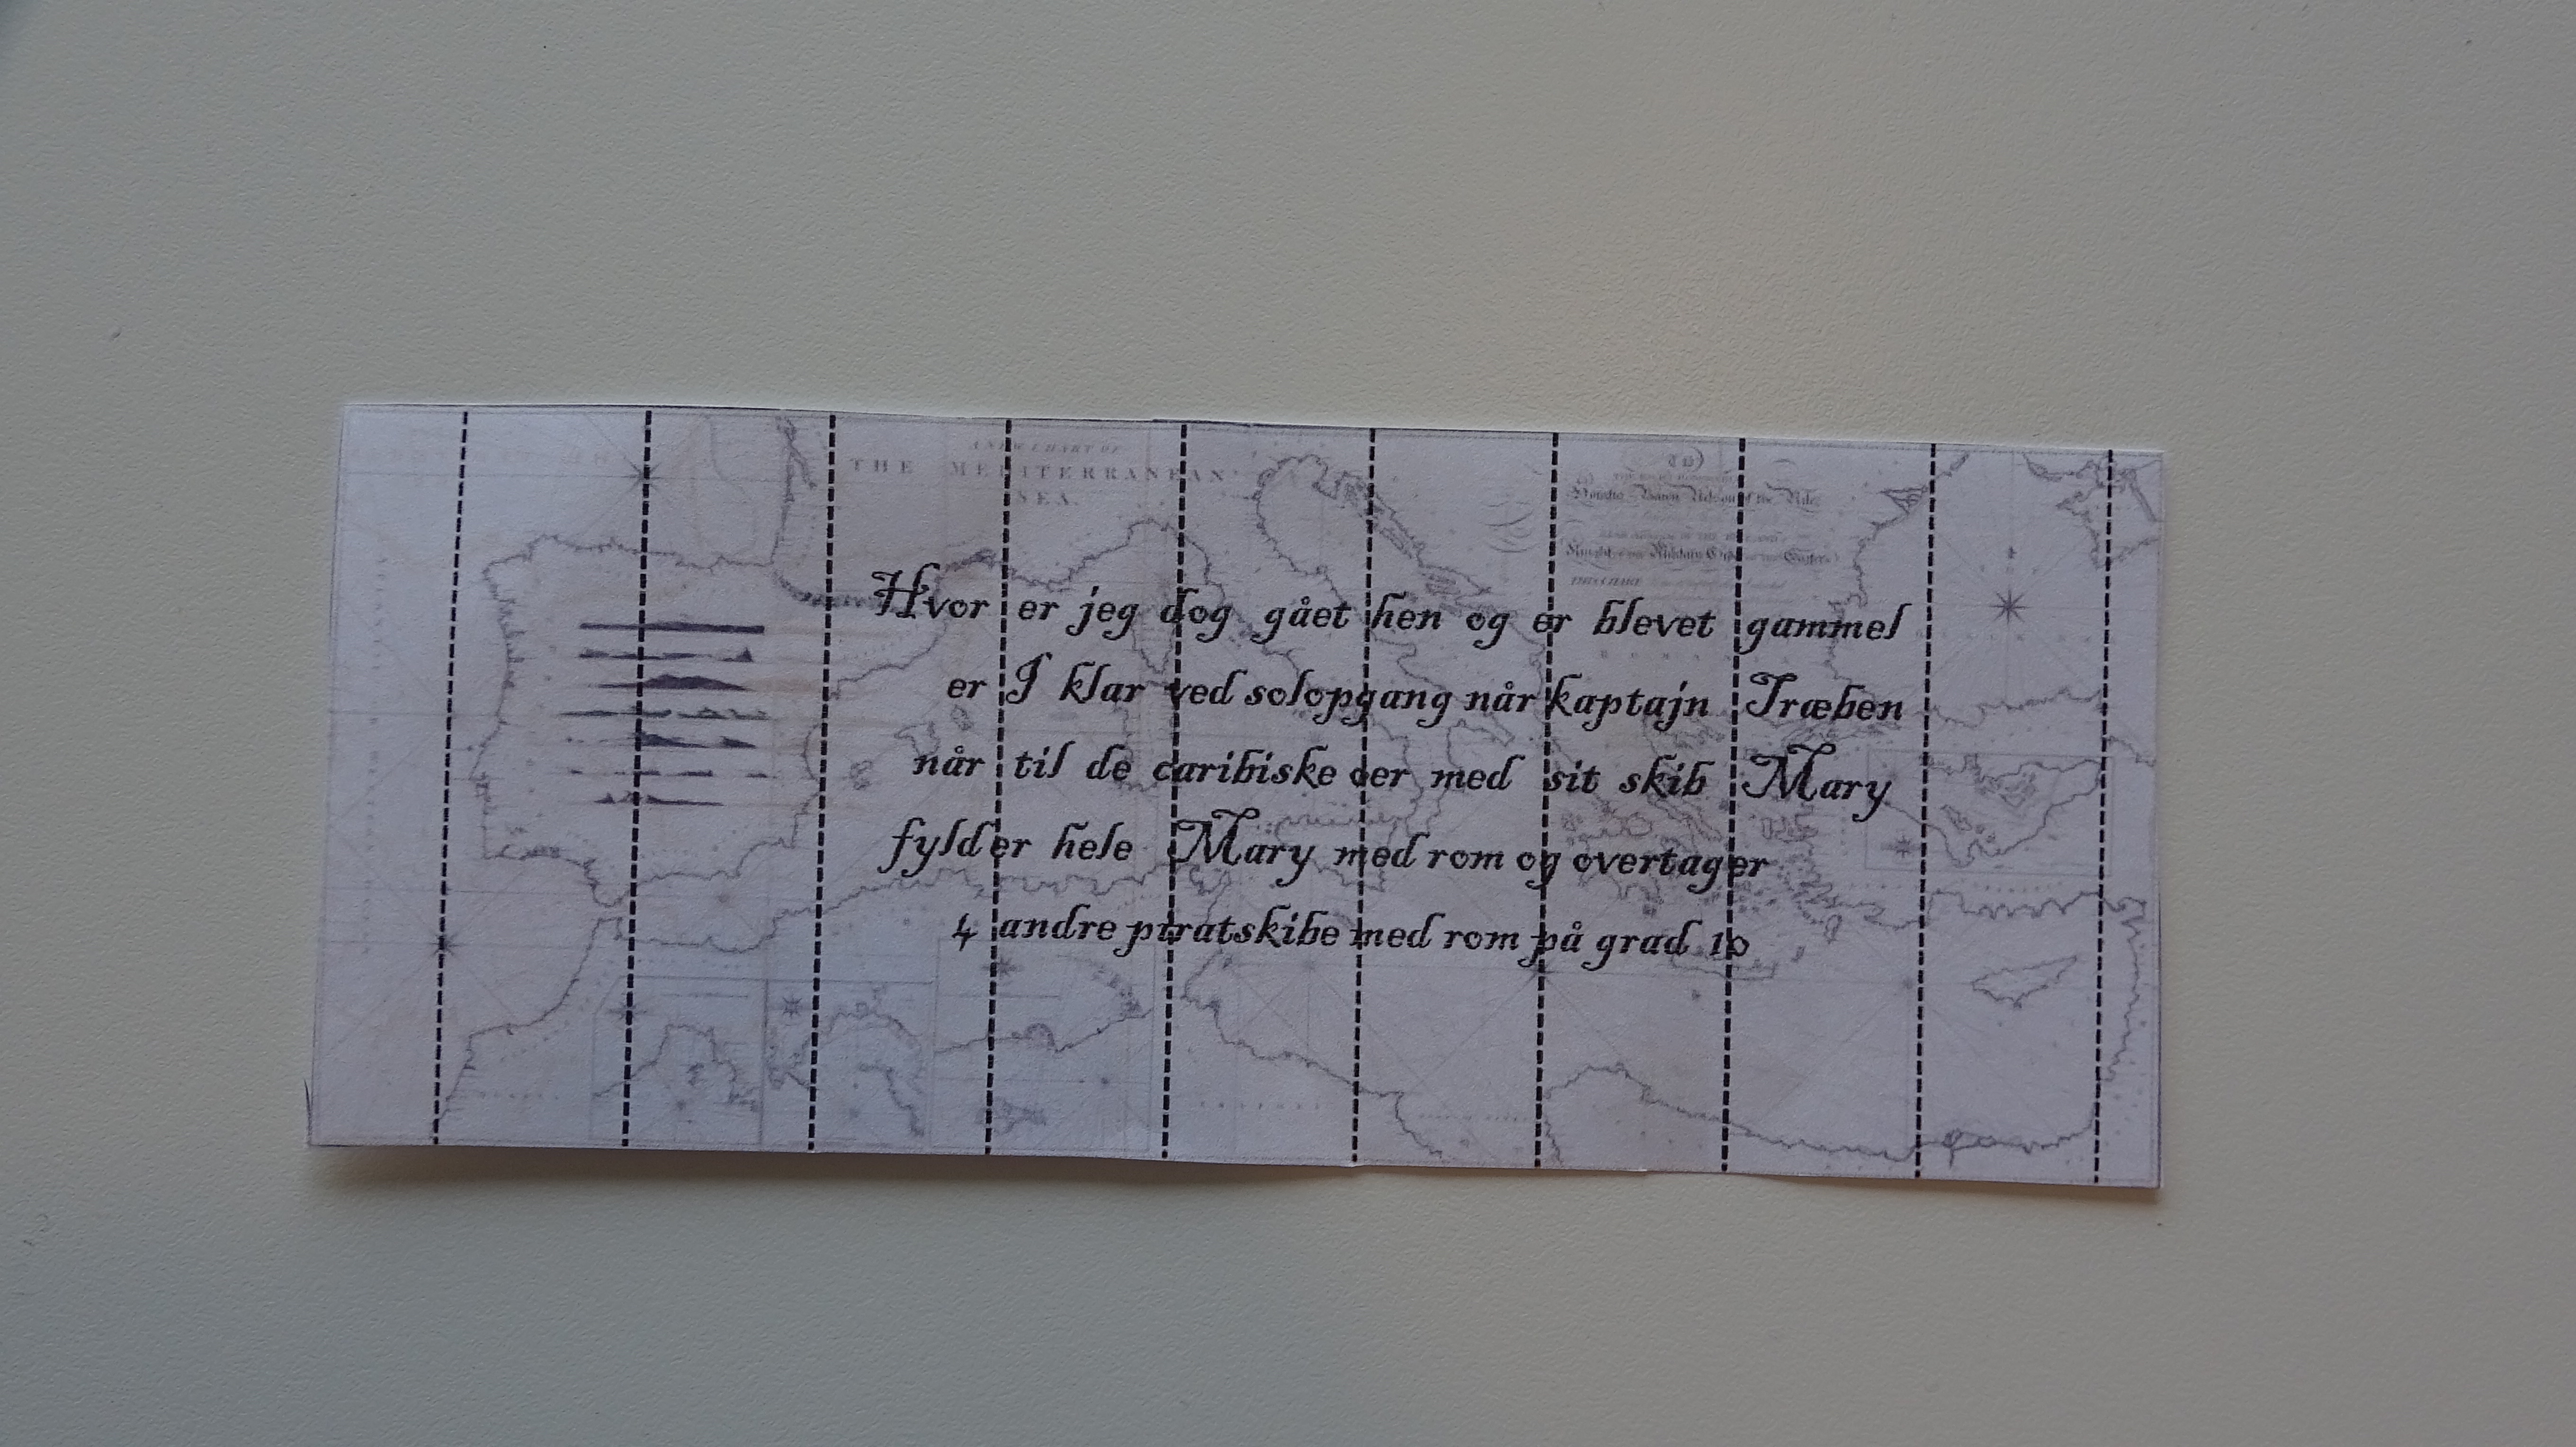 A NEW CHART OF
THE MEDITERRANEAN
SEA.
Hvor er jeg dog gået hen og er blevet gammel
er I klar ved solopgang når kaptajn Træben
når til de caribiske øer med sit skib Mary
fylder hele Mary med rom og overtager
4 andre piratskibe med rom på grad 10